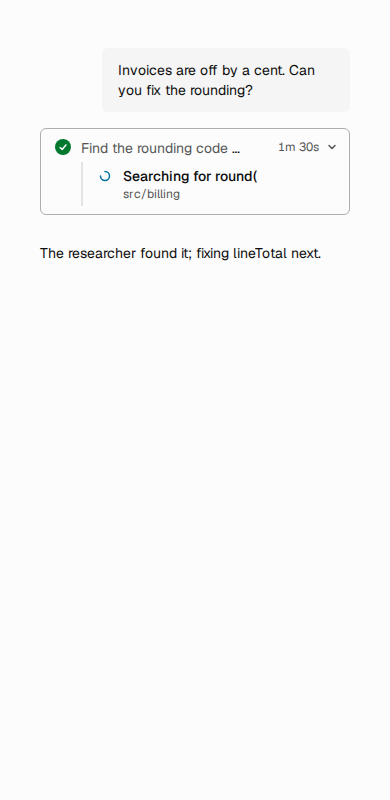 Invoices are off by a cent. Can
you fix the rounding?
Find the rounding code ... 1m 30s
Searching for round(
src/billing
The researcher found it; fixing lineTotal next.